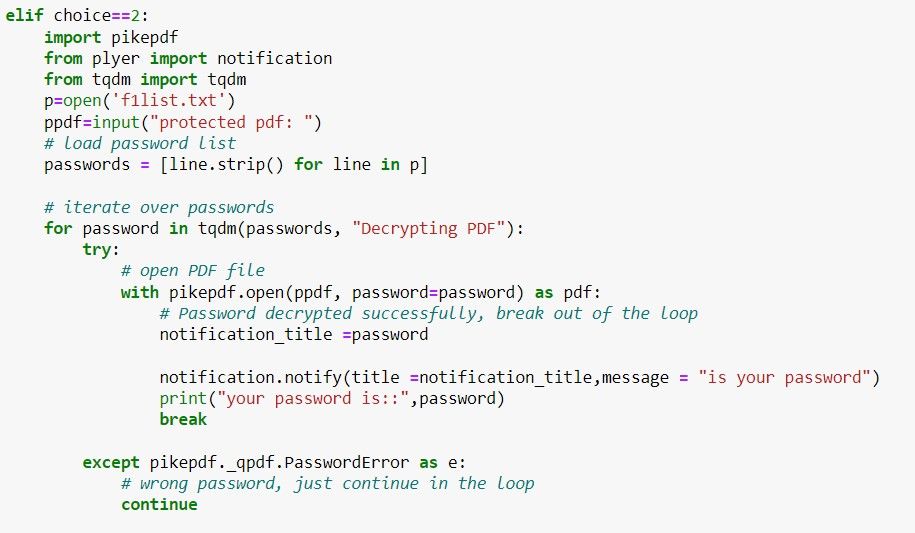 elif choice==2:
    import pikepdf
    from plyer import notification
    from tqdm import tqdm
    p=open('f1list.txt')
    ppdf=input("protected pdf: ")
    # load password list
    passwords = [line.strip() for line in p]

    # iterate over passwords
    for password in tqdm(passwords, "Decrypting PDF"):
        try:
            # open PDF file
            with pikepdf.open(ppdf, password=password) as pdf:
                # Password decrypted successfully, break out of the loop
                notification_title =password

                notification.notify(title =notification_title,message = "is your password")
                print("your password is::",password)
                break

        except pikepdf._qpdf.PasswordError as e:
            # wrong password, just continue in the loop
            continue